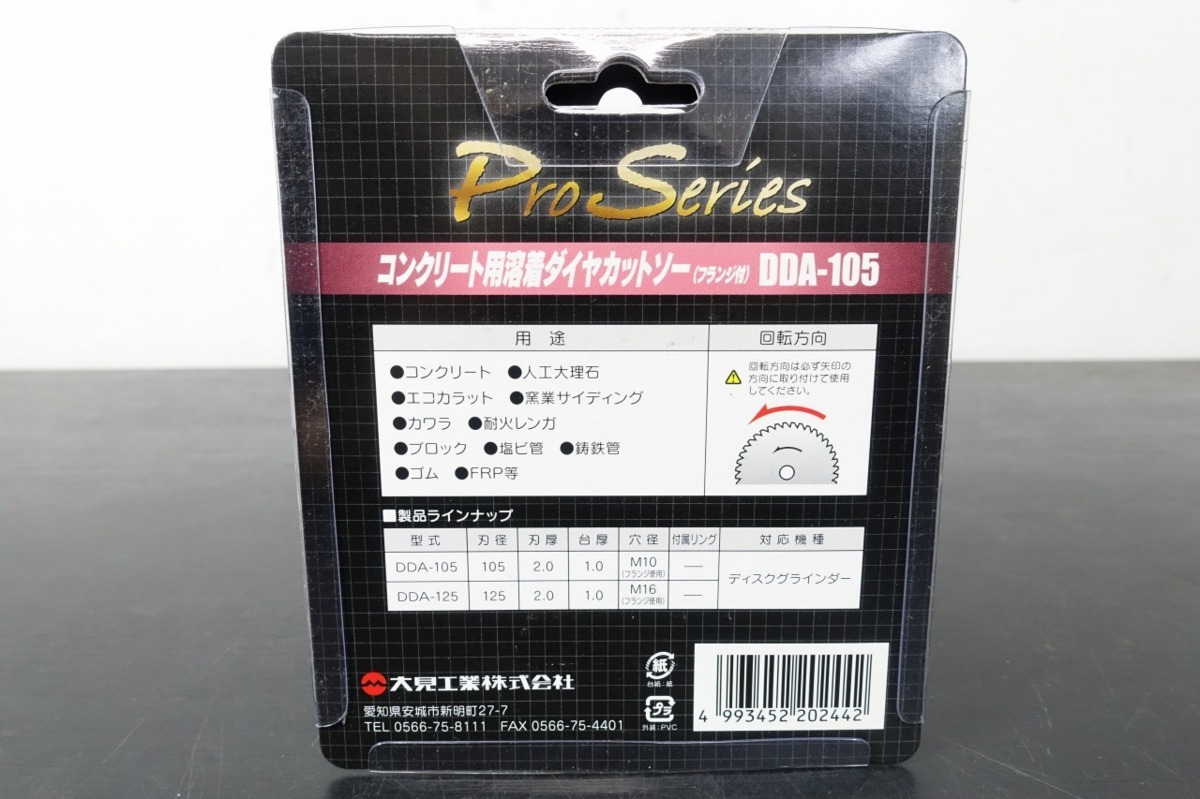 Pro Series
コンクリート用溶着ダイヤカットソー(フランジ付) DDA-105
用途 回転方向
●コンクリート ●人工大理石
●エコカラット ●窯業サイディング
●カワラ ●耐火レンガ
●ブロック ●塩ビ管 ●鋳鉄管
●ゴム ●FRP等
回転方向は必ず矢印の
方向に取り付けて使用
してください。
■製品ラインナップ
型式 刃径 刃厚 台厚 穴径 付属リング 対応機種
DDA-105 105 2.0 1.0 M10 (フランジ使用) — ディスクグラインダー
DDA-125 125 2.0 1.0 M16 (フランジ使用) —
大見工業株式会社
愛知県安城市新明町27-7
TEL 0566-75-8111 FAX 0566-75-4401
紙
台紙:紙
プラ
外装:PVC
4 993452 202442